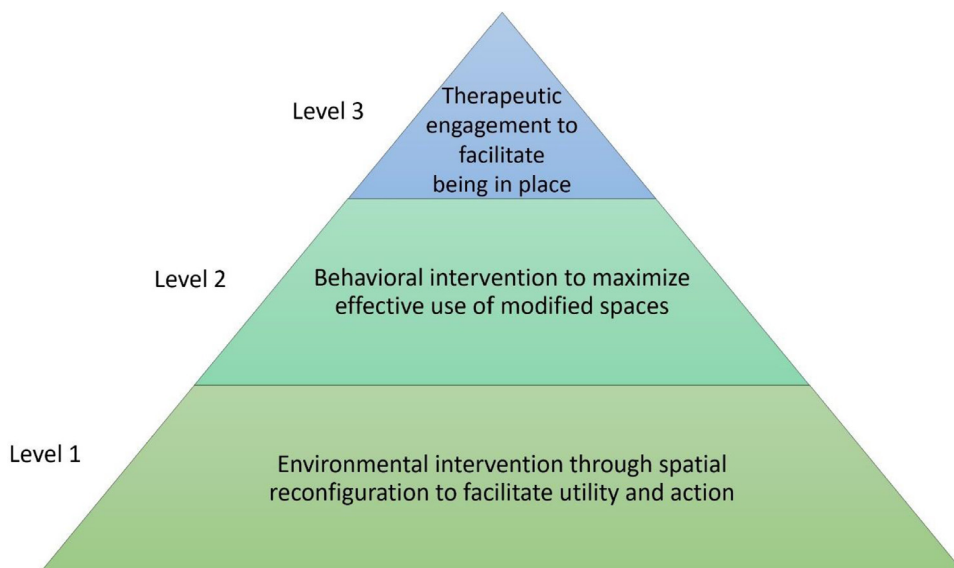 Level 3
Therapeutic
engagement to
facilitate
being in place
Level 2
Behavioral intervention to maximize
effective use of modified spaces
Level 1
Environmental intervention through spatial
reconfiguration to facilitate utility and action